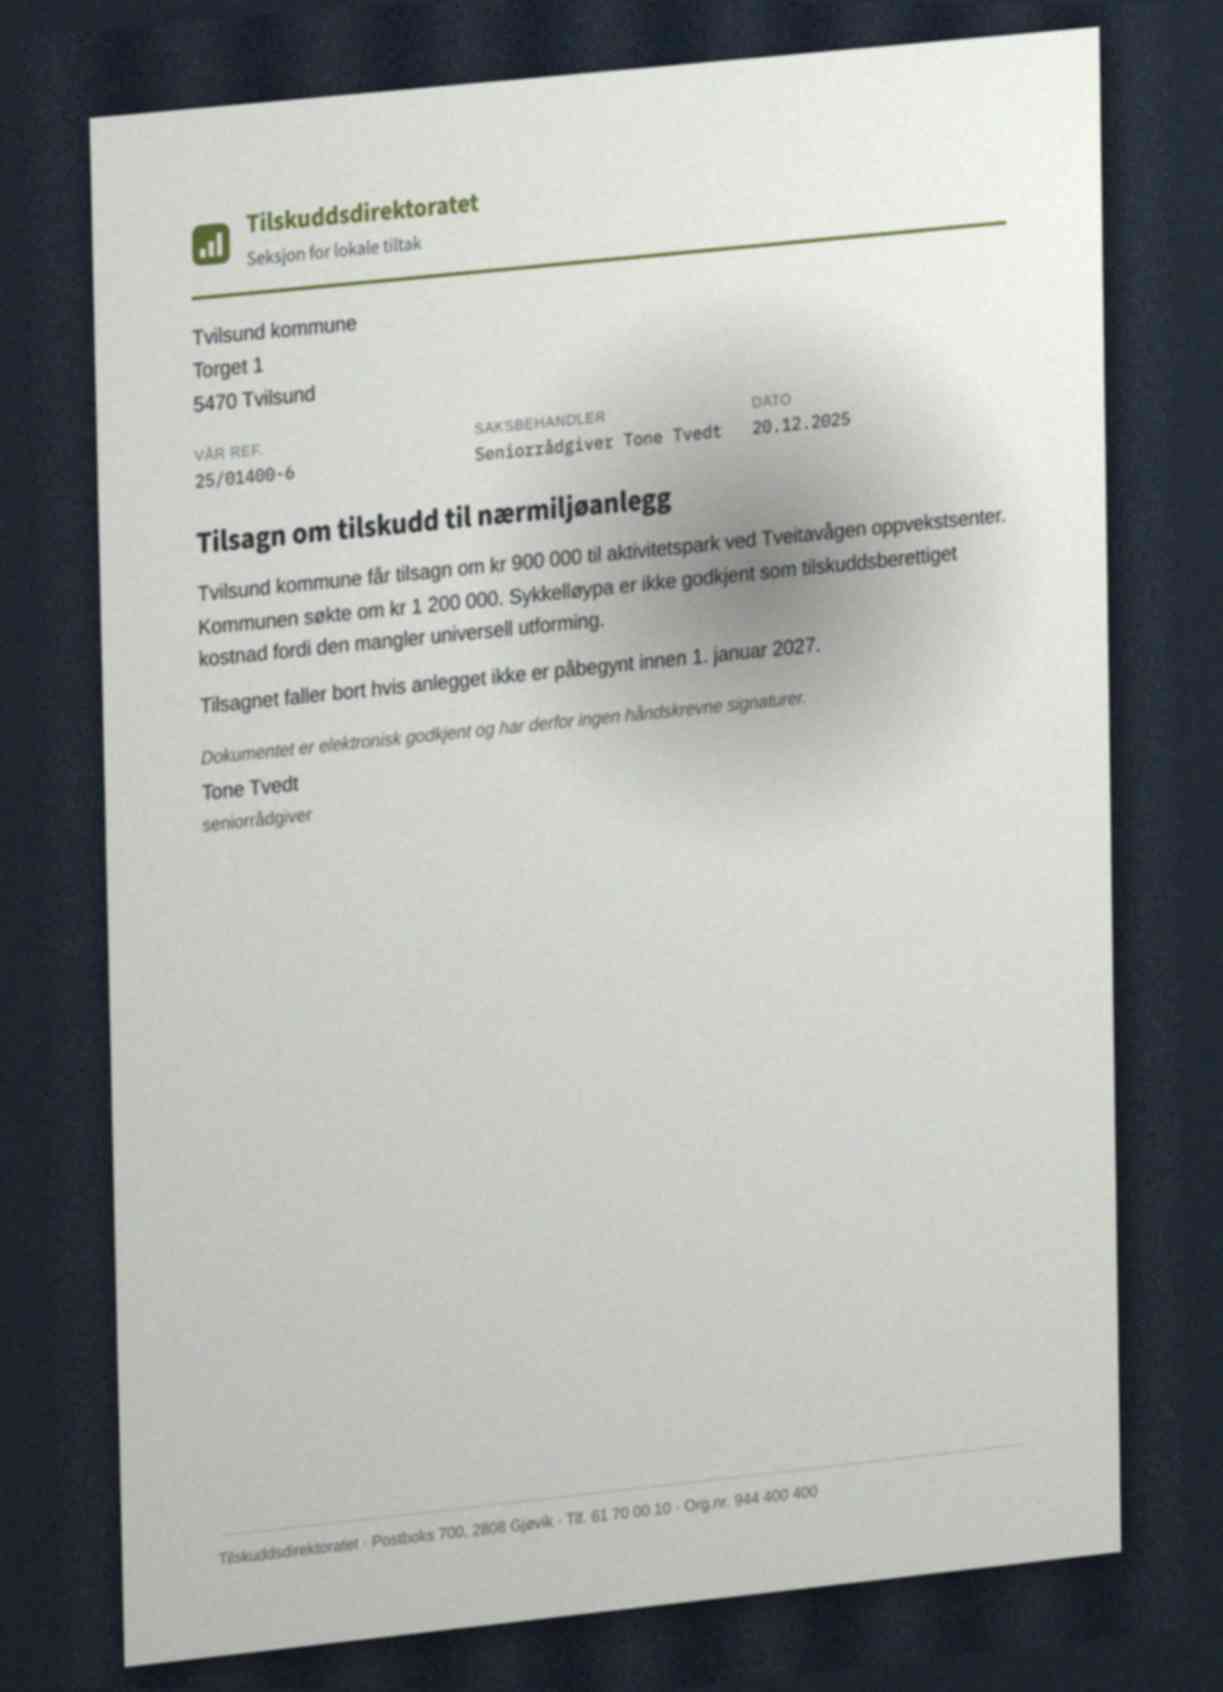 Tilskuddsdirektoratet
Seksjon for lokale tiltak
Tvilsund kommune
Torget 1
5470 Tvilsund
VÅR REF.
25/01400-6
SAKSBEHANDLER
Seniorrådgiver Tone Tvedt
DATO
20.12.2025
Tilsagn om tilskudd til nærmiljøanlegg
Tvilsund kommune får tilsagn om kr 900 000 til aktivitetspark ved Tveitavågen oppvekstsenter.
Kommunen søkte om kr 1 200 000. Sykkelløypa er ikke godkjent som tilskuddsberettiget
kostnad fordi den mangler universell utforming.
Tilsagnet faller bort hvis anlegget ikke er påbegynt innen 1. januar 2027.
Dokumentet er elektronisk godkjent og har derfor ingen håndskrevne signaturer.
Tone Tvedt
seniorrådgiver
Tilskuddsdirektoratet · Postboks 700, 2808 Gjøvik · Tlf. 61 70 00 10 · Org.nr. 944 400 400